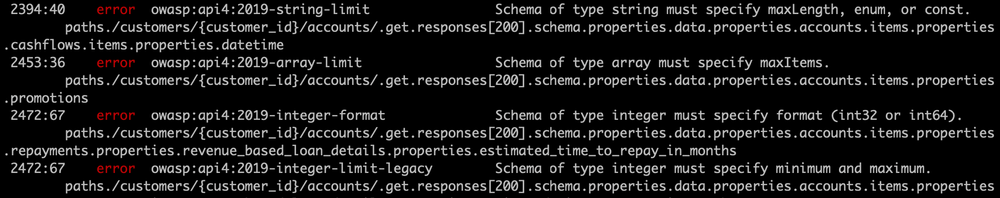 2394:40    error  owasp:api4:2019-string-limit                Schema of type string must specify maxLength, enum, or const.
paths./customers/{customer_id}/accounts/.get.responses[200].schema.properties.data.properties.accounts.items.properties
.cashflows.items.properties.datetime
2453:36    error  owasp:api4:2019-array-limit                 Schema of type array must specify maxItems.
paths./customers/{customer_id}/accounts/.get.responses[200].schema.properties.data.properties.accounts.items.properties
.promotions
2472:67    error  owasp:api4:2019-integer-format              Schema of type integer must specify format (int32 or int64).
paths./customers/{customer_id}/accounts/.get.responses[200].schema.properties.data.properties.accounts.items.properties
.repayments.properties.revenue_based_loan_details.properties.estimated_time_to_repay_in_months
2472:67    error  owasp:api4:2019-integer-limit-legacy        Schema of type integer must specify minimum and maximum.
paths./customers/{customer_id}/accounts/.get.responses[200].schema.properties.data.properties.accounts.items.properties